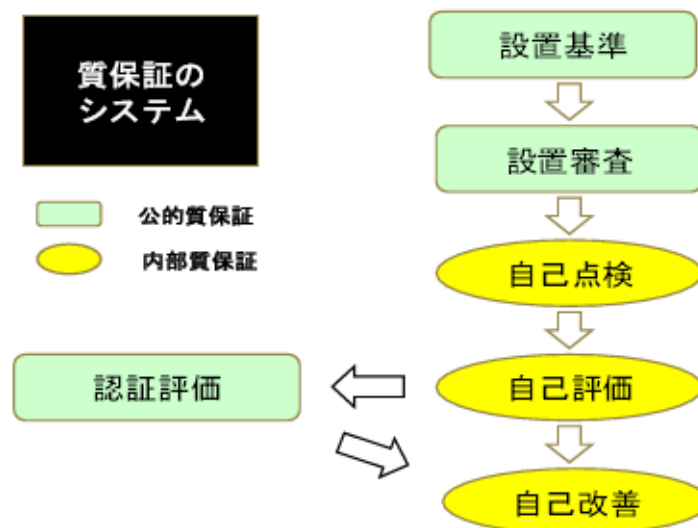 質保証の
システム
公的質保証
内部質保証
設置基準
設置審査
自己点検
自己評価
認証評価
自己改善